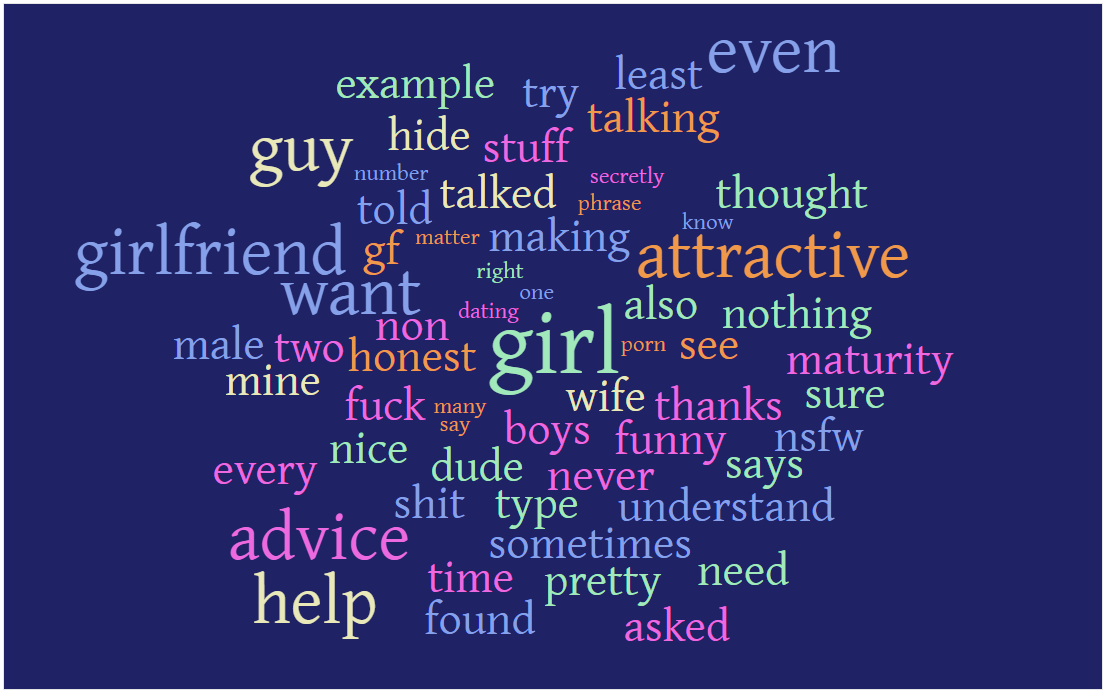 even
least
example
try
talking
hide
guy
stuff
number
secretly
talked
thought
phrase
told
know
matter
making
girlfriend
gf
attractive
right
want
one
also
dating
nothing
non
girl
male
two
porn
see
honest
maturity
mine
wife
sure
fuck
many
thanks
say
boys
funny
nsfw
nice
dude
says
every
never
shit
type
understand
advice
sometimes
time
pretty
need
help
found
asked